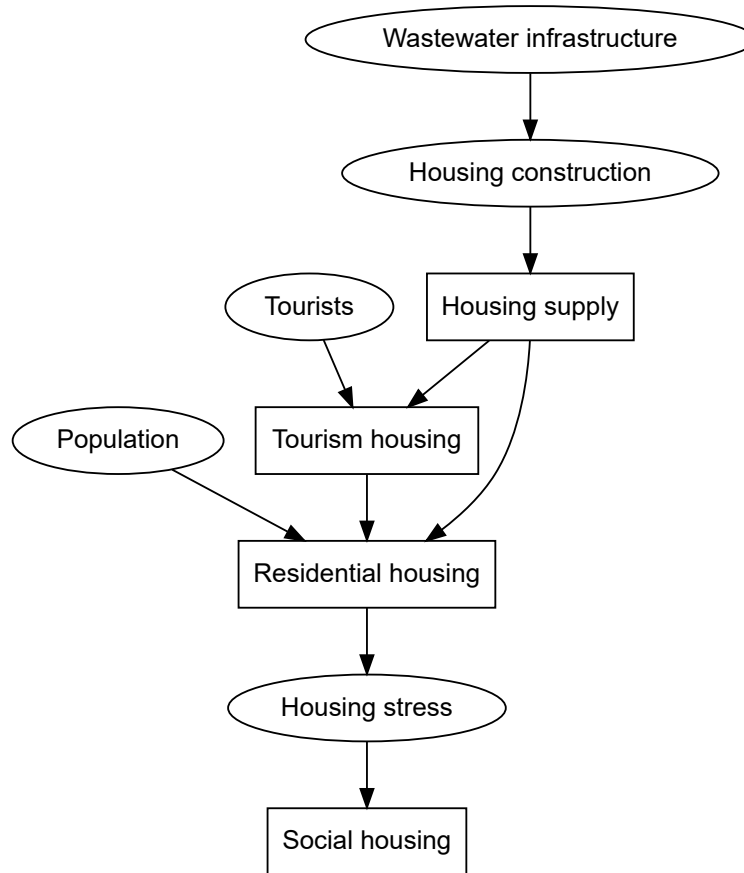 Wastewater infrastructure
Housing construction
Tourists
Housing supply
Population
Tourism housing
Residential housing
Housing stress
Social housing